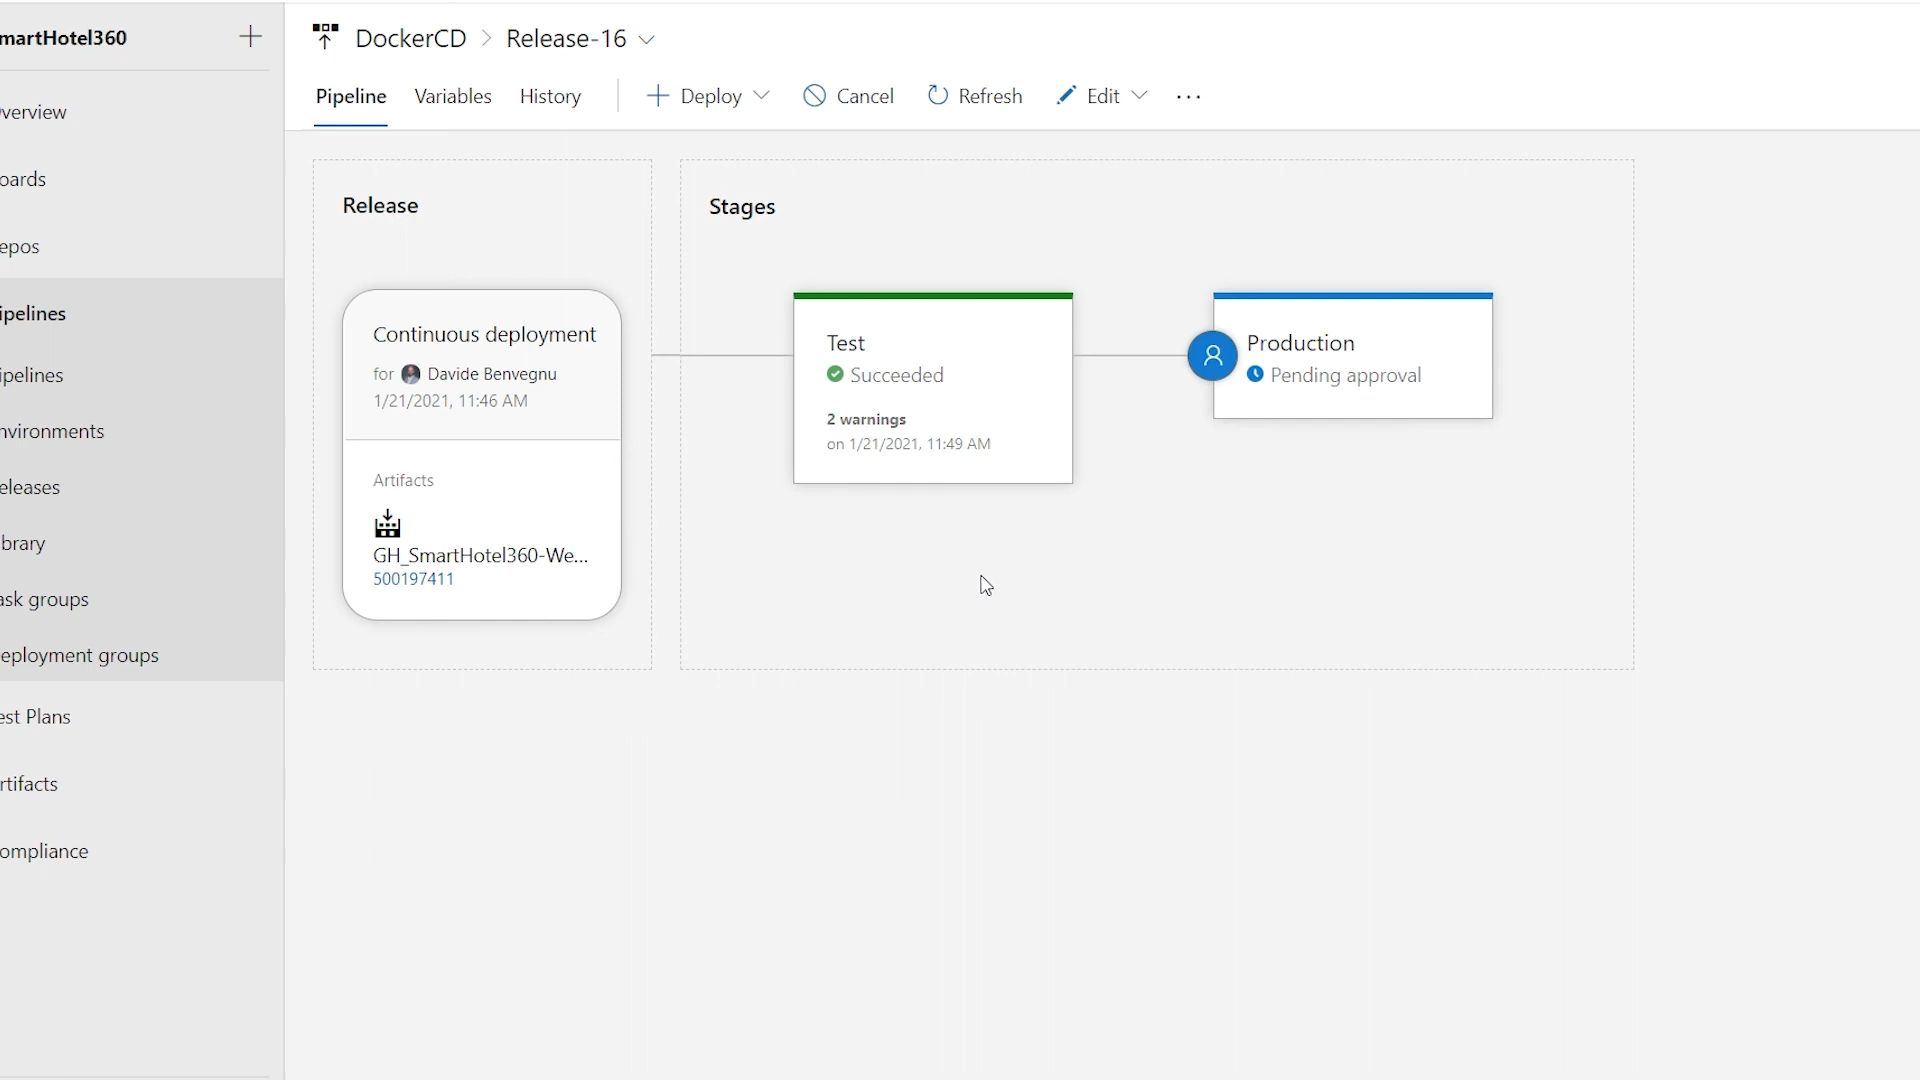 martHotel360
DockerCD > Release-16
Pipeline Variables History Deploy Cancel Refresh Edit ...
verview
oards
epos
ipelines
ipelines
nvironments
eleases
brary
ask groups
eployment groups
est Plans
rtifacts
ompliance
Release
Continuous deployment
for Davide Benvegnu
1/21/2021, 11:46 AM
Artifacts
GH_SmartHotel360-We...
500197411
Stages
Test
Succeeded
2 warnings
on 1/21/2021, 11:49 AM
Production
Pending approval